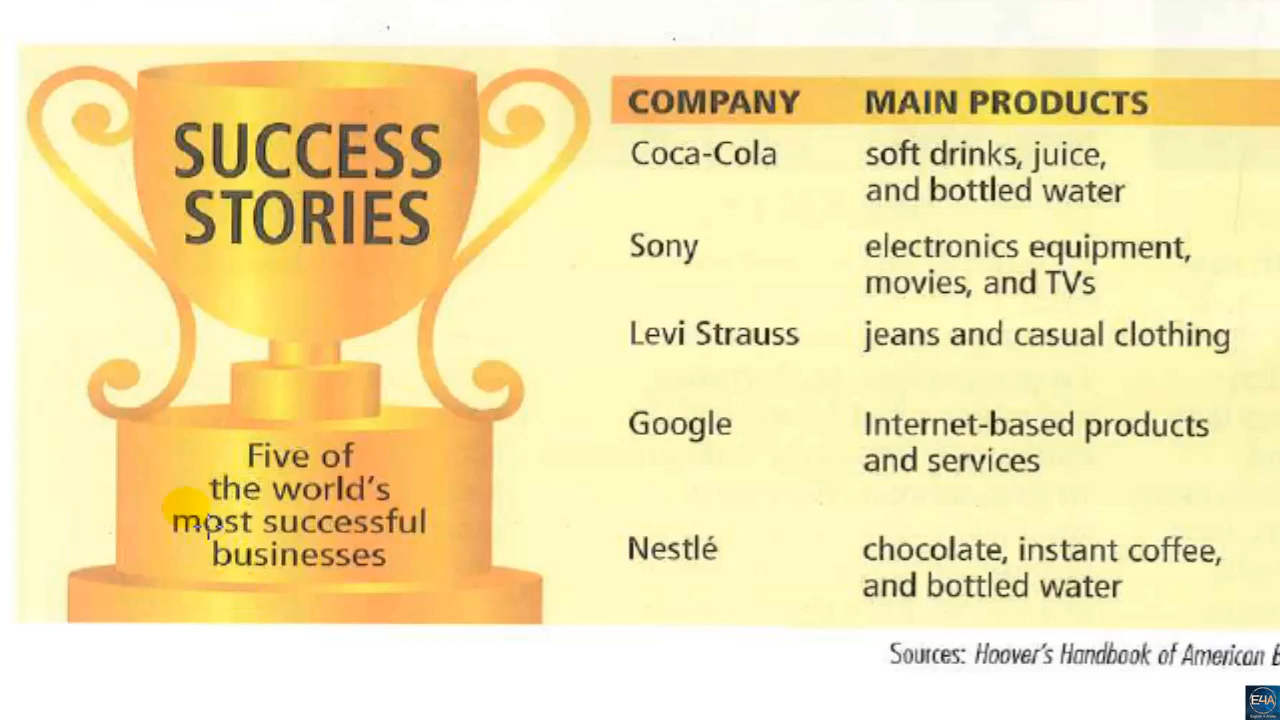 SUCCESS
STORIES
Five of
the world's
most successful
businesses
COMPANY MAIN PRODUCTS
Coca-Cola soft drinks, juice,
and bottled water
Sony electronics equipment,
movies, and TVs
Levi Strauss jeans and casual clothing
Google Internet-based products
and services
Nestlé chocolate, instant coffee,
and bottled water
Sources: Hoover's Handbook of American
E4A